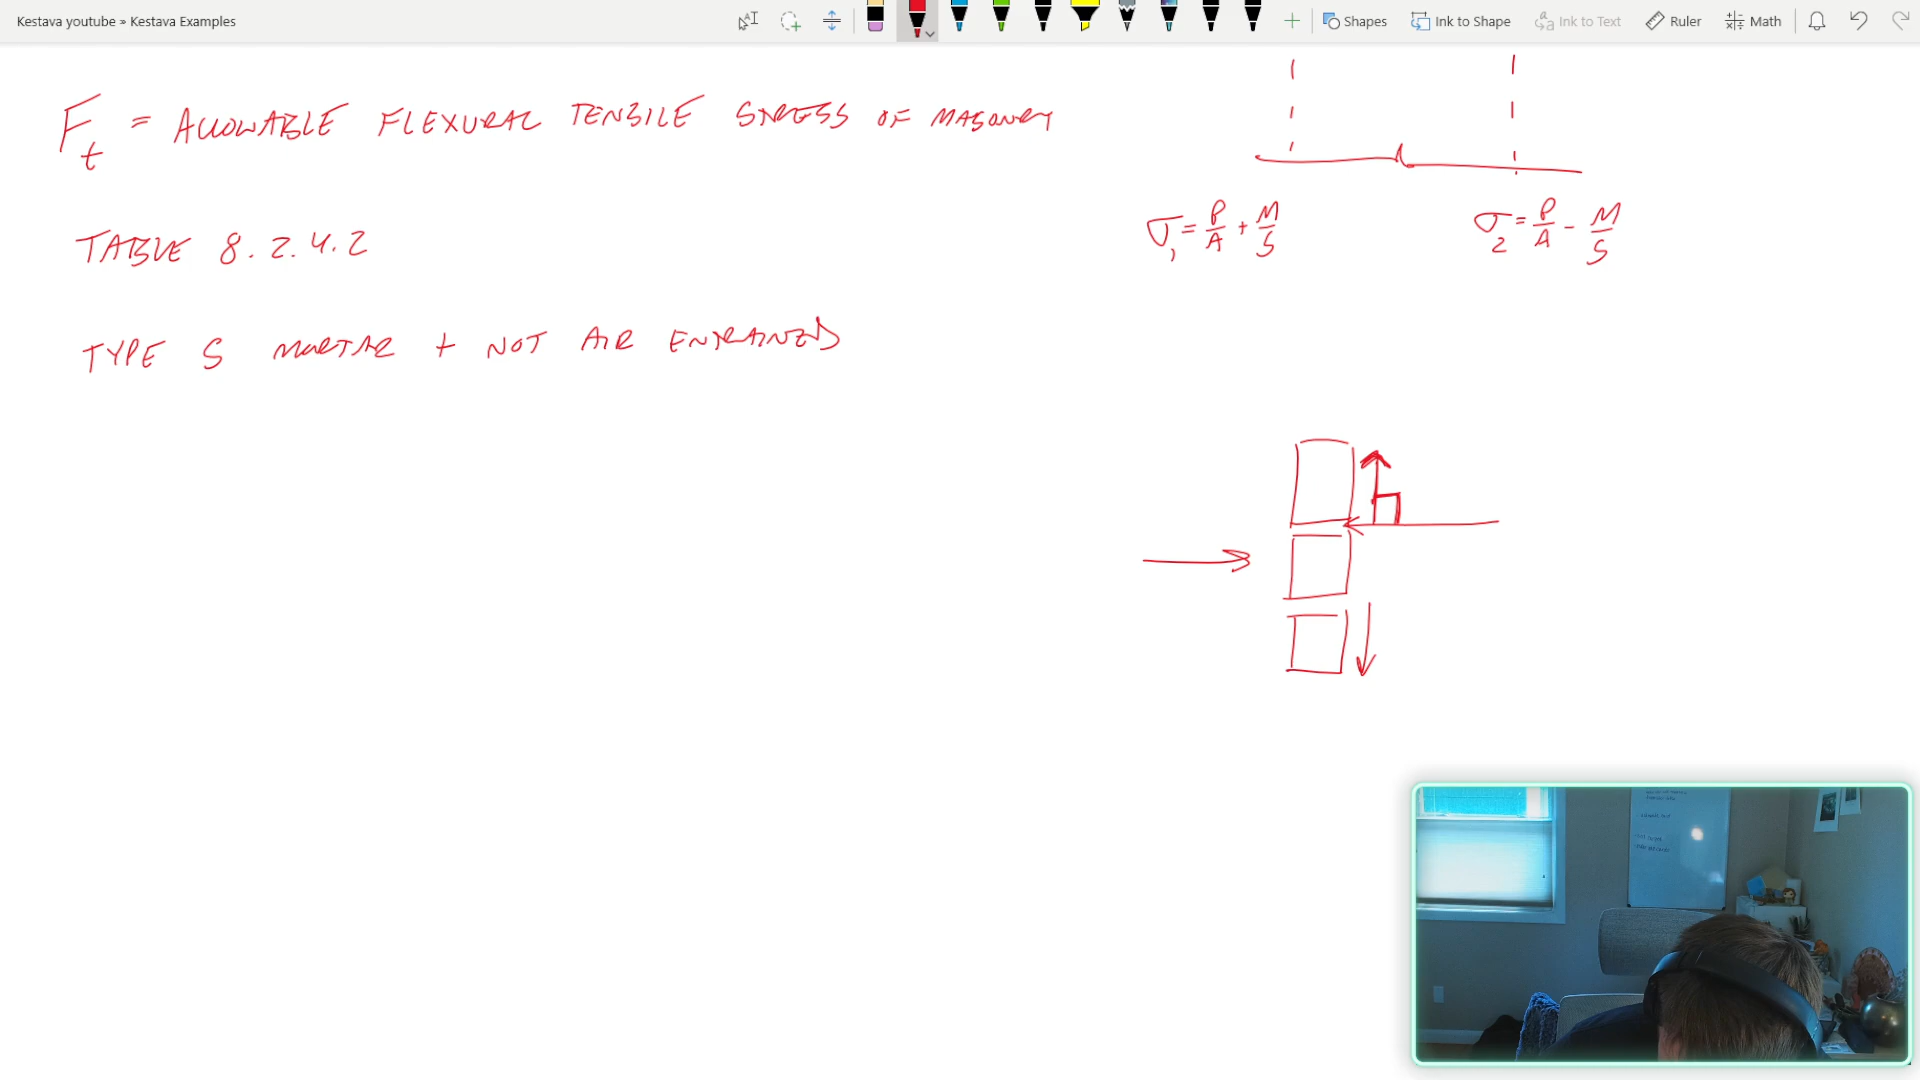 Kestava youtube » Kestava Examples
Shapes
Ink to Shape
Ink to Text
Ruler
Math
Ft = ALLOWABLE FLEXURAL TENSILE STRESS OF MASONRY
σ1 = P/A + M/S
σ2 = P/A - M/S
TABLE 8.2.4.2
TYPE S MORTAR + NOT AIR ENTRAINED